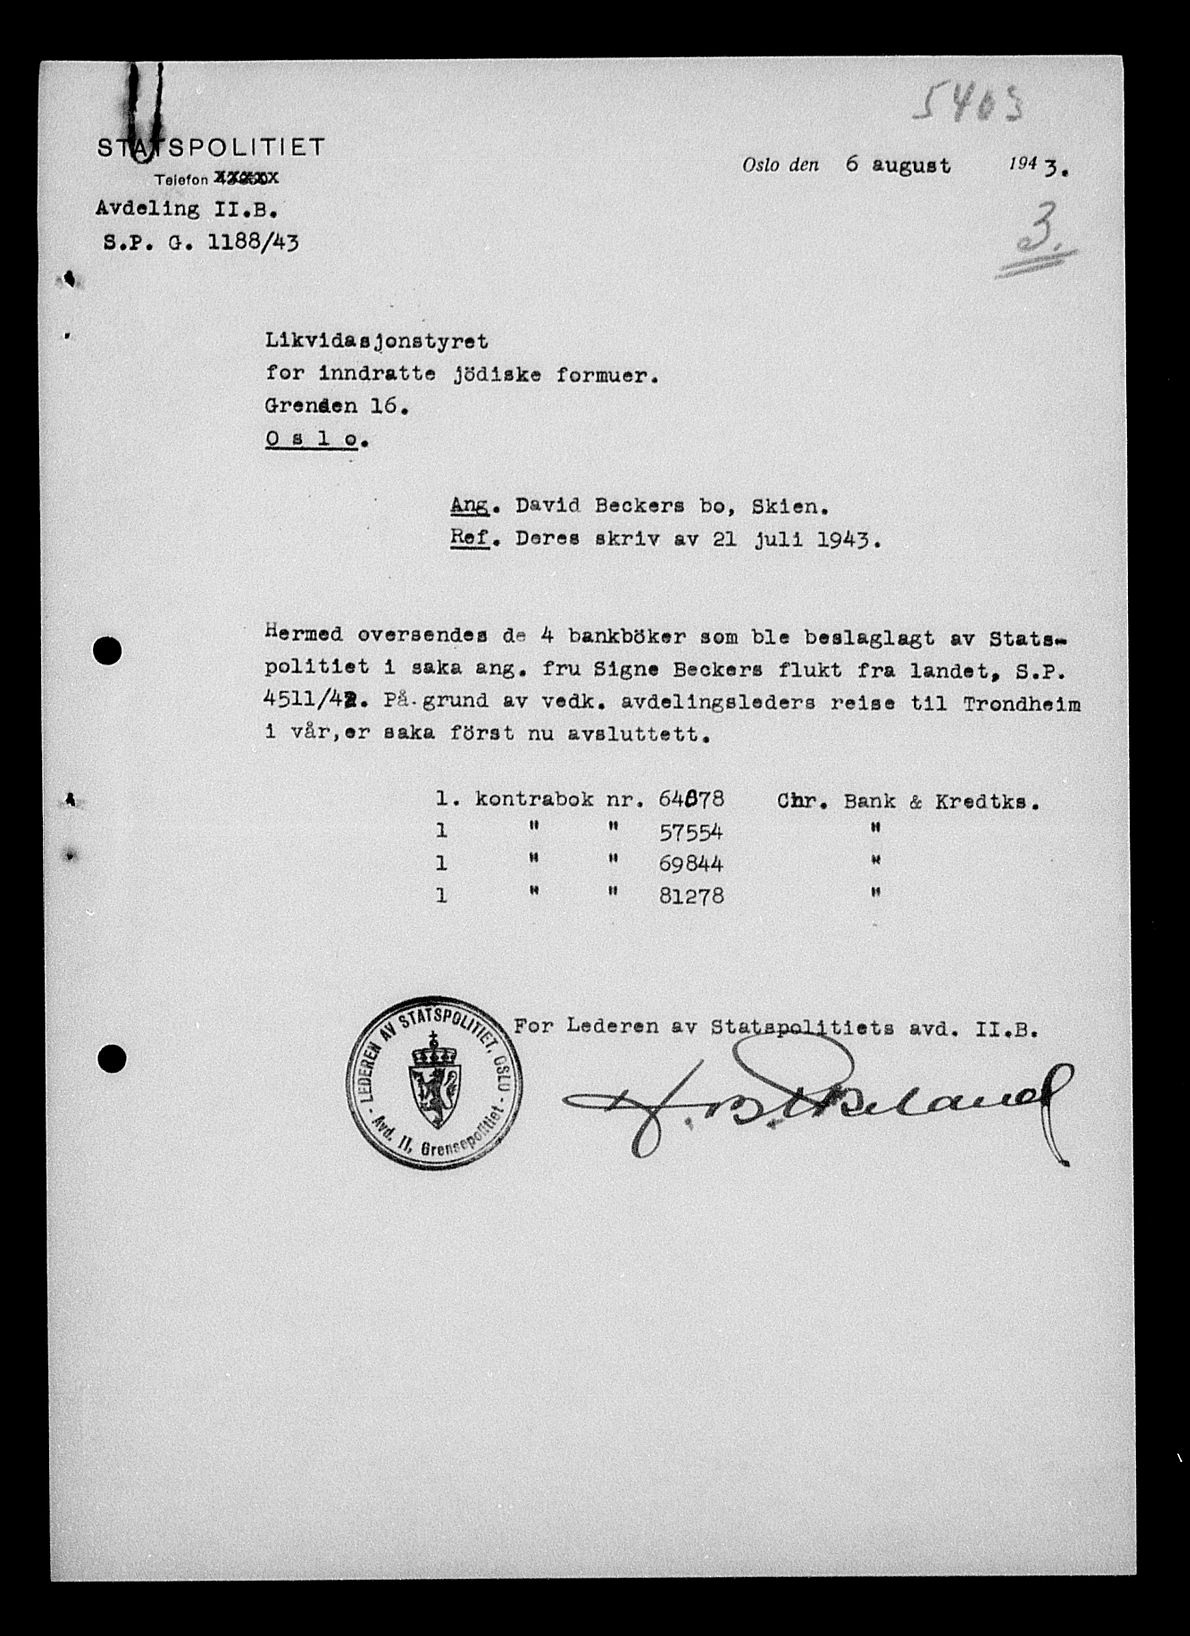 5403
STATSPOLITIET
Oslo den 6 august 1943.
Telefon
Avdeling II.B.
S.P. G. 1188/43
3.
Likvidasjonstyret
for inndratte jödiske formuer.
Grensen 16.
O s l o.
Ang. David Beckers bo, Skien.
Ref. Deres skriv av 21 juli 1943.
Hermed oversendes de 4 bankböker som ble beslaglagt av Stats-
politiet i saka ang. fru Signe Beckers flukt fra landet, S.P.
4511/42. På grund av vedk. avdelingsleders reise til Trondheim
i vår,er saka först nu avsluttett.
1. kontrabok nr. 64878 Chr. Bank & Kredtks.
1 " " 57554 "
1 " " 69844 "
1 " " 81278 "
For Lederen av Statspolitiets avd. II.B.
- LEDEREN AV STATSPOLITIET, OSLO -
Avd. II, Grensepolitiet